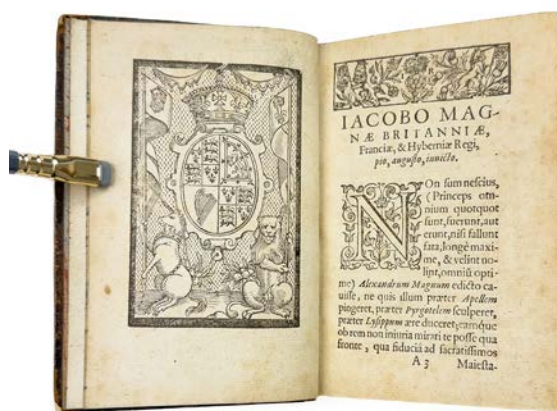 IACOBO MAG-
NÆ BRITANNIÆ,
Franciæ, & Hyberniæ Regi,
pio, augusto, inuicto.
NOn sum nescius,
(Princeps om-
nium quotquot
sunt, fuerunt, aut
erunt, nisi fallunt
fata, longè maxi-
me, & velint no-
lint, omniũ opti-
me) Alexandrum Magnum edicto ca-
uisse, ne quis illum præter Apellem
pingeret, præter Pyrgotelem sculperet,
præter Lysippum ære duceret; eamque
ob rem non iniuria mirari te posse qua
fronte, qua fiduciâ ad sacratissimos
A 3 Maiesta-